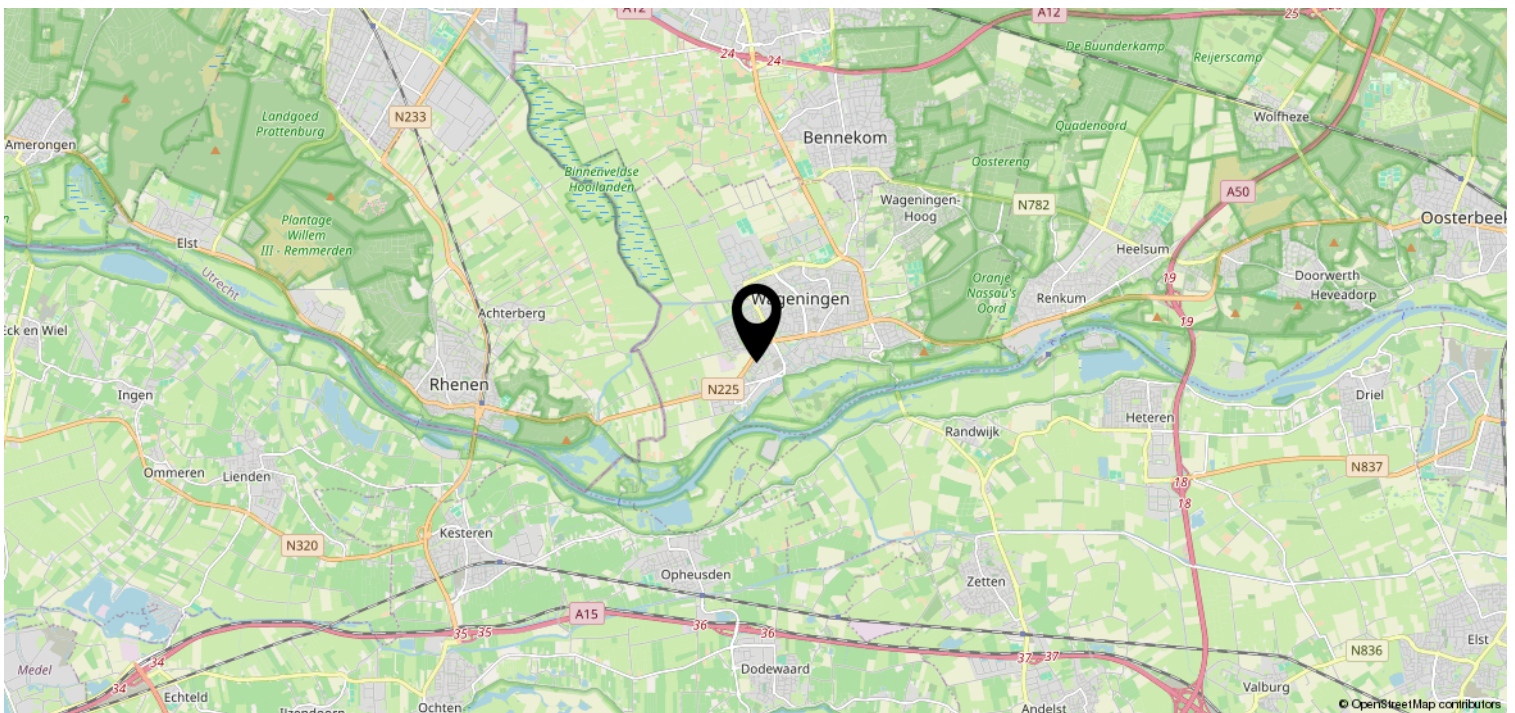 A12
A12
25
24
24
De Buunderkamp
Reijerscamp
Landgoed
Prattenburg
N233
Amerongen
Bennekom
Quadenoord
Wolfheze
Binnenveldse
Hooilanden
Oostereng
Wageningen-
Hoog
N782
A50
Oosterbeek
Plantage
Willem
III - Remmerden
Elst
Heelsum
Utrecht
Oranje
Nassau's
Oord
19
Doorwerth
Heveadorp
Renkum
Wageningen
Eck en Wiel
Achterberg
19
Rhenen
N225
Ingen
Driel
Heteren
Randwijk
Ommeren
Lienden
N837
18
18
N320
Kesteren
Opheusden
Zetten
A15
35
35
36
36
Elst
N836
34
34
Medel
Dodewaard
37
37
Valburg
Echteld
IJzendoorn
Ochten
Andelst
© OpenStreetMap contributors